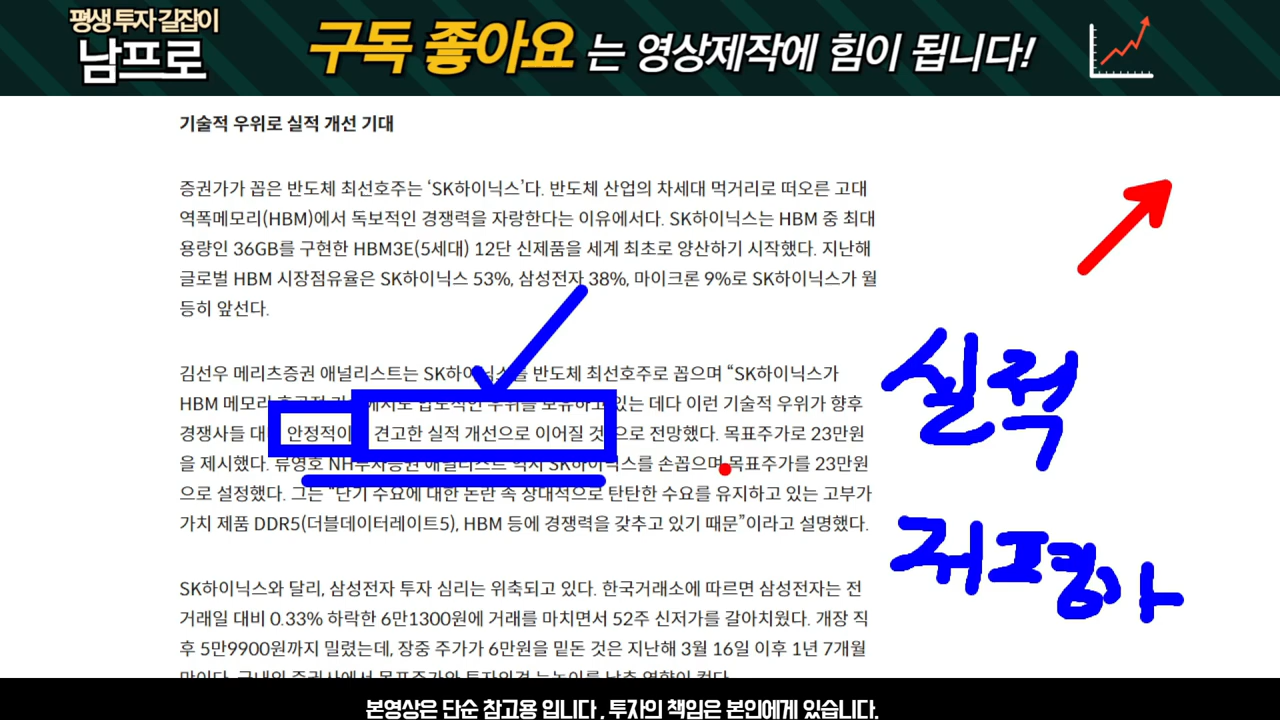 평생 투자 길잡이
남프로
구독 좋아요 는 영상제작에 힘이 됩니다!
기술적 우위로 실적 개선 기대
증권가가 꼽은 반도체 최선호주는 ‘SK하이닉스’다. 반도체 산업의 차세대 먹거리로 떠오른 고대
역폭메모리(HBM)에서 독보적인 경쟁력을 자랑한다는 이유에서다. SK하이닉스는 HBM 중 최대
용량인 36GB를 구현한 HBM3E(5세대) 12단 신제품을 세계 최초로 양산하기 시작했다. 지난해
글로벌 HBM 시장점유율은 SK하이닉스 53%, 삼성전자 38%, 마이크론 9%로 SK하이닉스가 월
등히 앞선다.
김선우 메리츠증권 애널리스트는 SK하이닉스를 반도체 최선호주로 꼽으며 “SK하이닉스가
HBM 메모리 압도적인 우위를 보유하고 있는 데다 이런 기술적 우위가 향후
경쟁사들 대 안정적이 견고한 실적 개선으로 이어질 것으로 전망했다. 목표주가로 23만원
을 제시했다. 류영호 NH투자증권 애널리스트 역시 SK하이닉스를 손꼽으며 목표주가를 23만원
으로 설정했다. 그는 “단기 수요에 대한 논란 속 상대적으로 탄탄한 수요를 유지하고 있는 고부가
가치 제품 DDR5(더블데이터레이트5), HBM 등에 경쟁력을 갖추고 있기 때문”이라고 설명했다.
SK하이닉스와 달리, 삼성전자 투자 심리는 위축되고 있다. 한국거래소에 따르면 삼성전자는 전
거래일 대비 0.33% 하락한 6만1300원에 거래를 마치면서 52주 신저가를 갈아치웠다. 개장 직
후 5만9900원까지 밀렸는데, 장중 주가가 6만원을 밑돈 것은 지난해 3월 16일 이후 1년 7개월
실적
저평가
본영상은 단순 참고용 입니다 , 투자의 책임은 본인에게 있습니다.